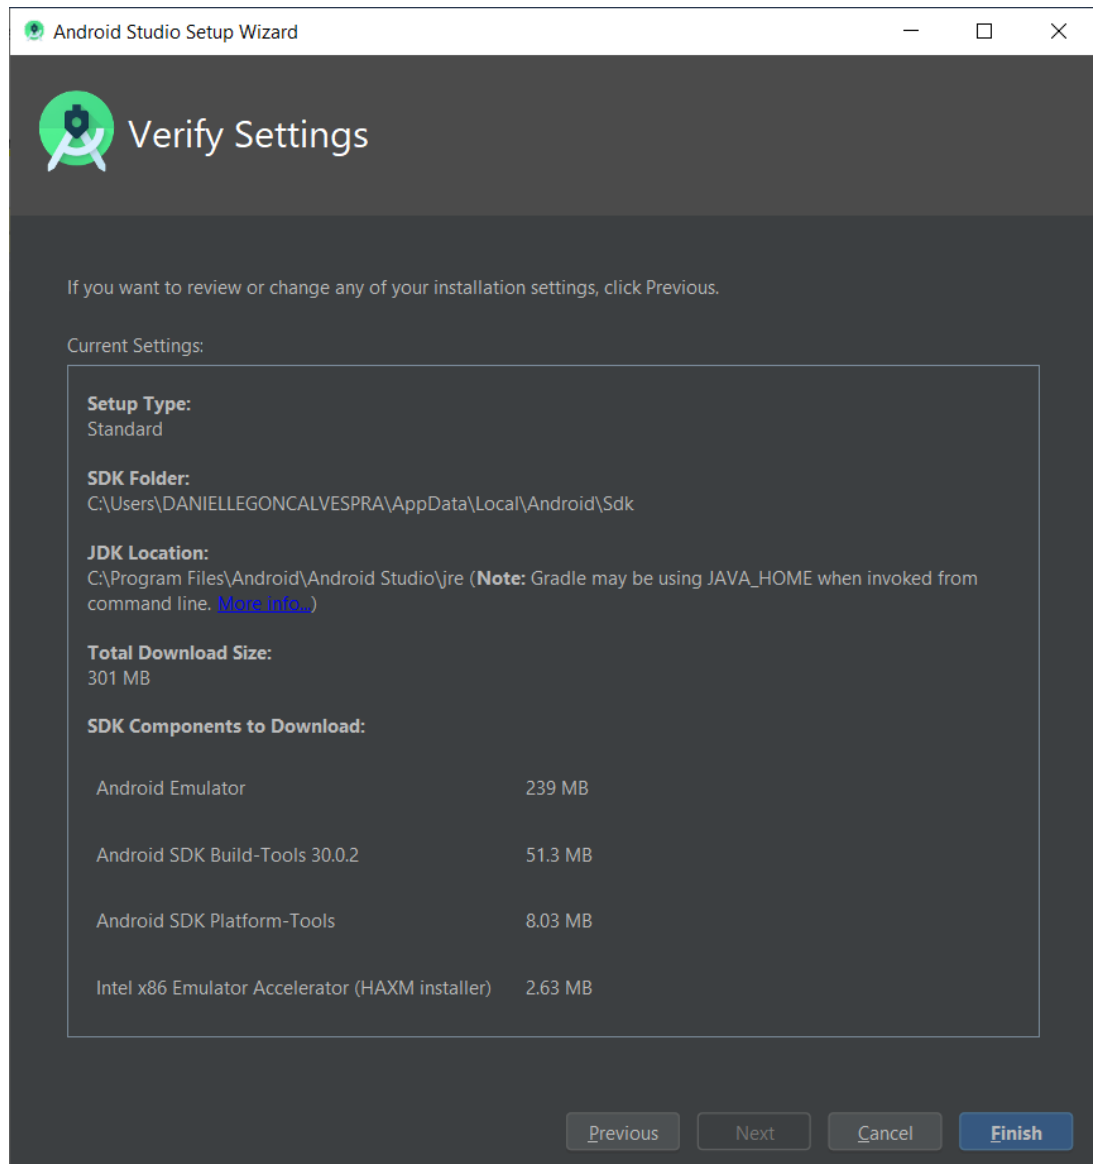 Android Studio Setup Wizard
Verify Settings
If you want to review or change any of your installation settings, click Previous.
Current Settings:
Setup Type:
Standard
SDK Folder:
C:\Users\DANIELLEGONCALVESPRA\AppData\Local\Android\Sdk
JDK Location:
C:\Program Files\Android\Android Studio\jre (Note: Gradle may be using JAVA_HOME when invoked from
command line. More info...)
Total Download Size:
301 MB
SDK Components to Download:
Android Emulator 239 MB
Android SDK Build-Tools 30.0.2 51.3 MB
Android SDK Platform-Tools 8.03 MB
Intel x86 Emulator Accelerator (HAXM installer) 2.63 MB
Previous Next Cancel Finish